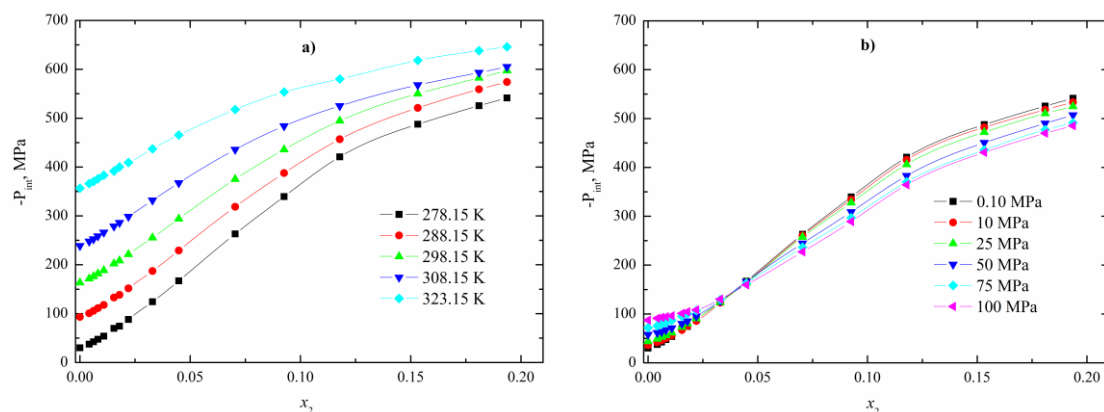 a)
700
600
500
400
300
200
100
0
-P_int, MPa
0.00 0.05 0.10 0.15 0.20
x_2
278.15 K
288.15 K
298.15 K
308.15 K
323.15 K
b)
700
600
500
400
300
200
100
0
-P_int, MPa
0.00 0.05 0.10 0.15 0.20
x_2
0.10 MPa
10 MPa
25 MPa
50 MPa
75 MPa
100 MPa